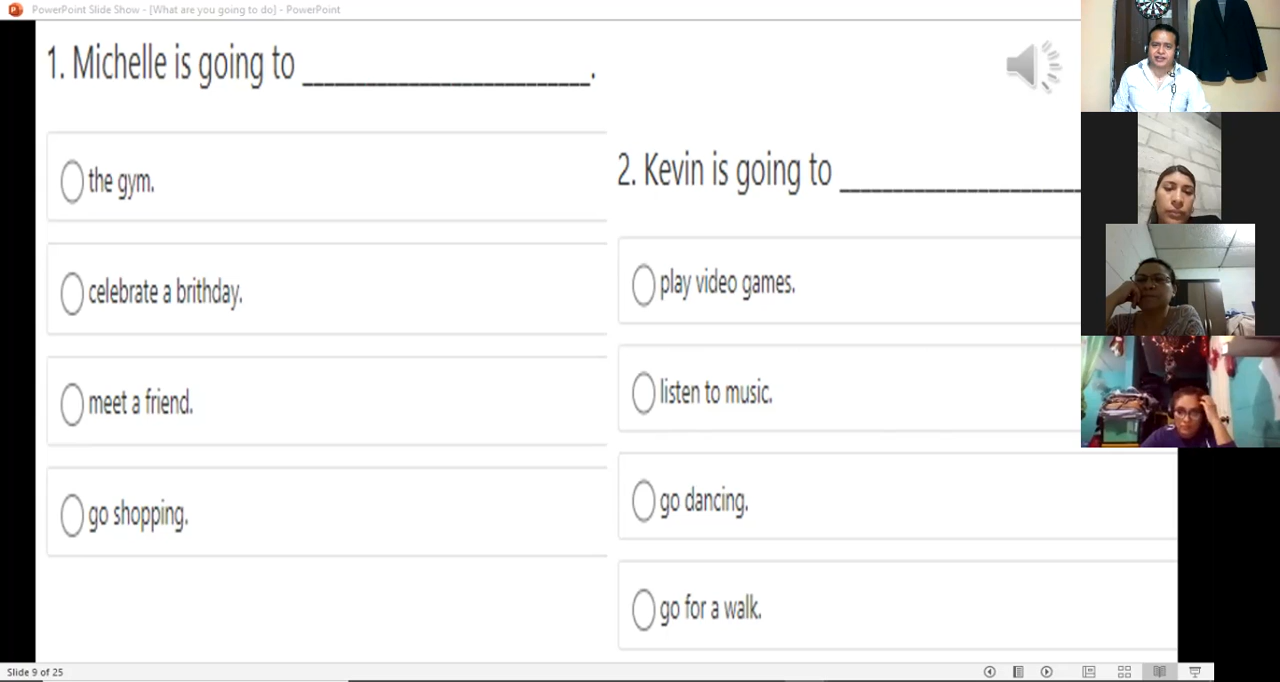 PowerPoint Slide Show - [What are you going to do] - PowerPoint
1. Michelle is going to ________________________.
the gym.
celebrate a brithday.
meet a friend.
go shopping.
2. Kevin is going to ____________________
play video games.
listen to music.
go dancing.
go for a walk.
Slide 9 of 25